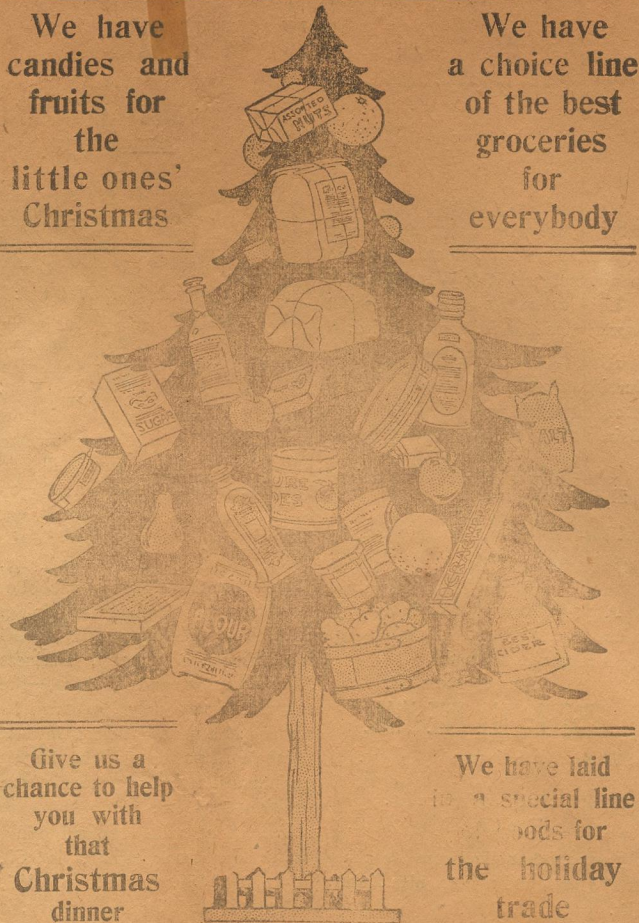 We have
candies and
fruits for
the
little ones'
Christmas
We have
a choice line
of the best
groceries
for
everybody
ASSORTED
NUTS
SUGAR
FLOUR
CIDER
Give us a
chance to help
you with
that
Christmas
dinner
We have laid
special line
for
the holiday
trade